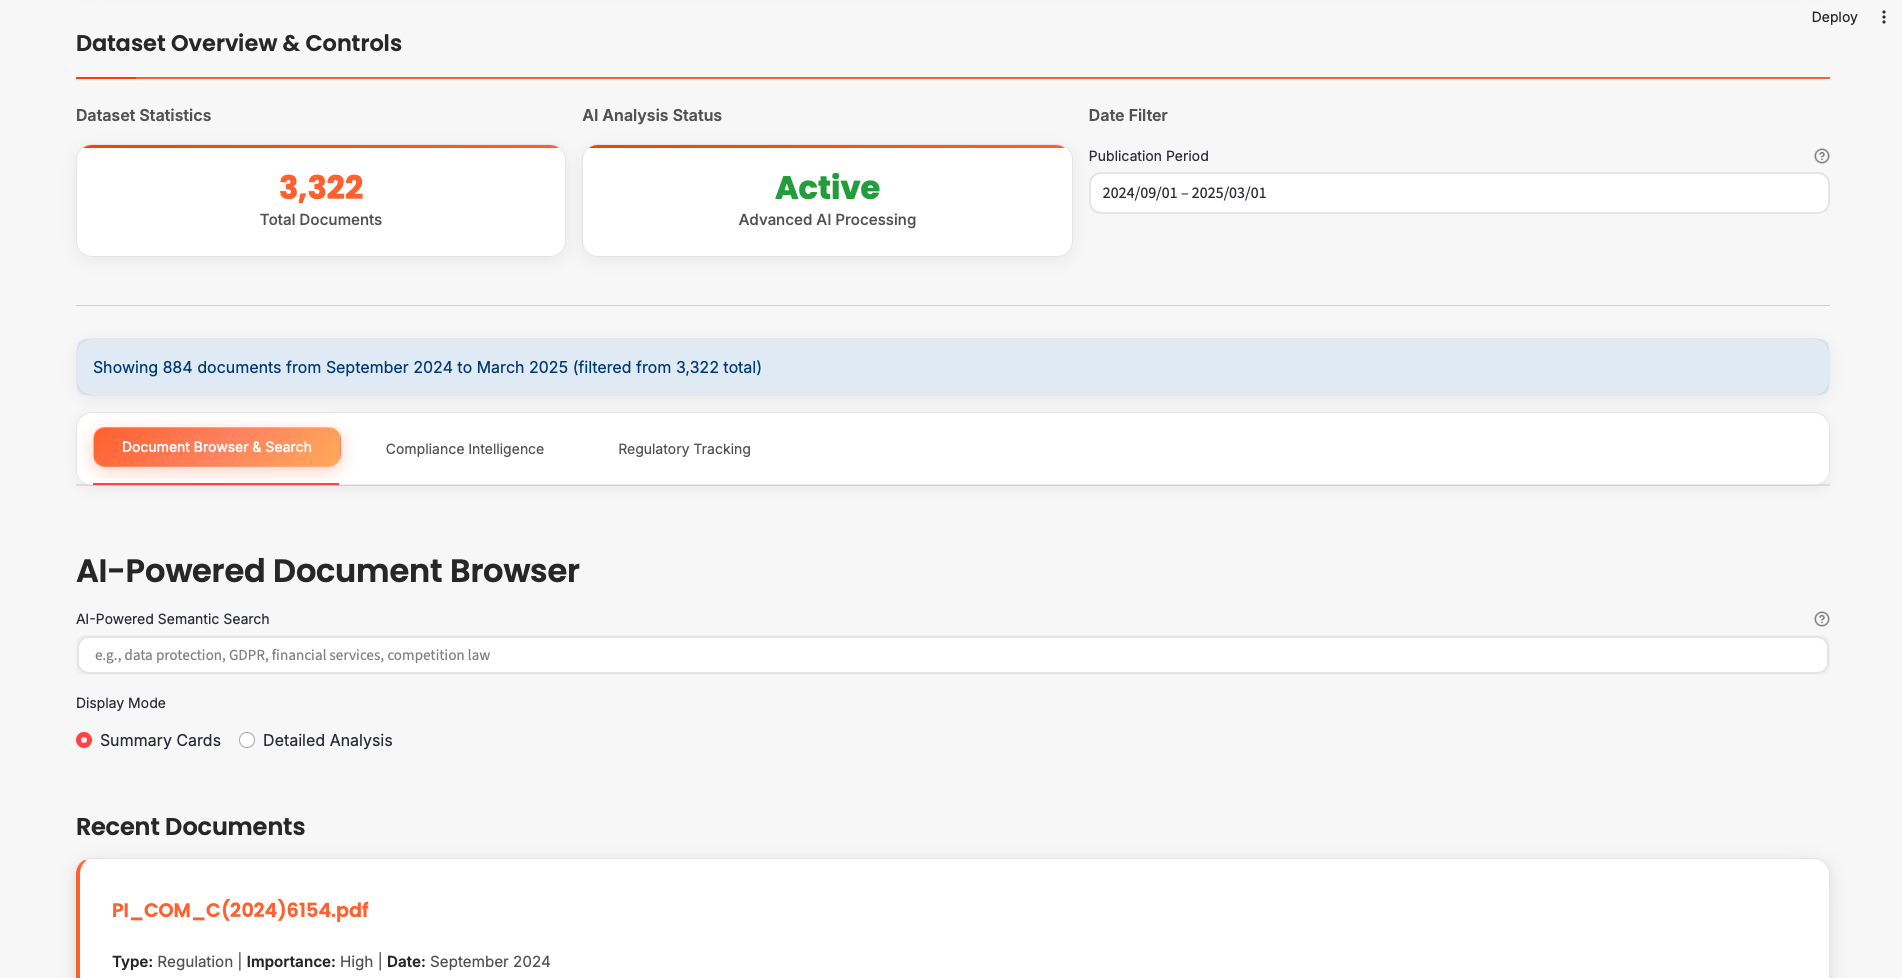 Deploy
Dataset Overview & Controls
Dataset Statistics
AI Analysis Status
Date Filter
3,322
Total Documents
Active
Advanced AI Processing
Publication Period
2024/09/01 – 2025/03/01
Showing 884 documents from September 2024 to March 2025 (filtered from 3,322 total)
Document Browser & Search
Compliance Intelligence
Regulatory Tracking
AI-Powered Document Browser
AI-Powered Semantic Search
e.g., data protection, GDPR, financial services, competition law
Display Mode
Summary Cards
Detailed Analysis
Recent Documents
PI_COM_C(2024)6154.pdf
Type: Regulation | Importance: High | Date: September 2024